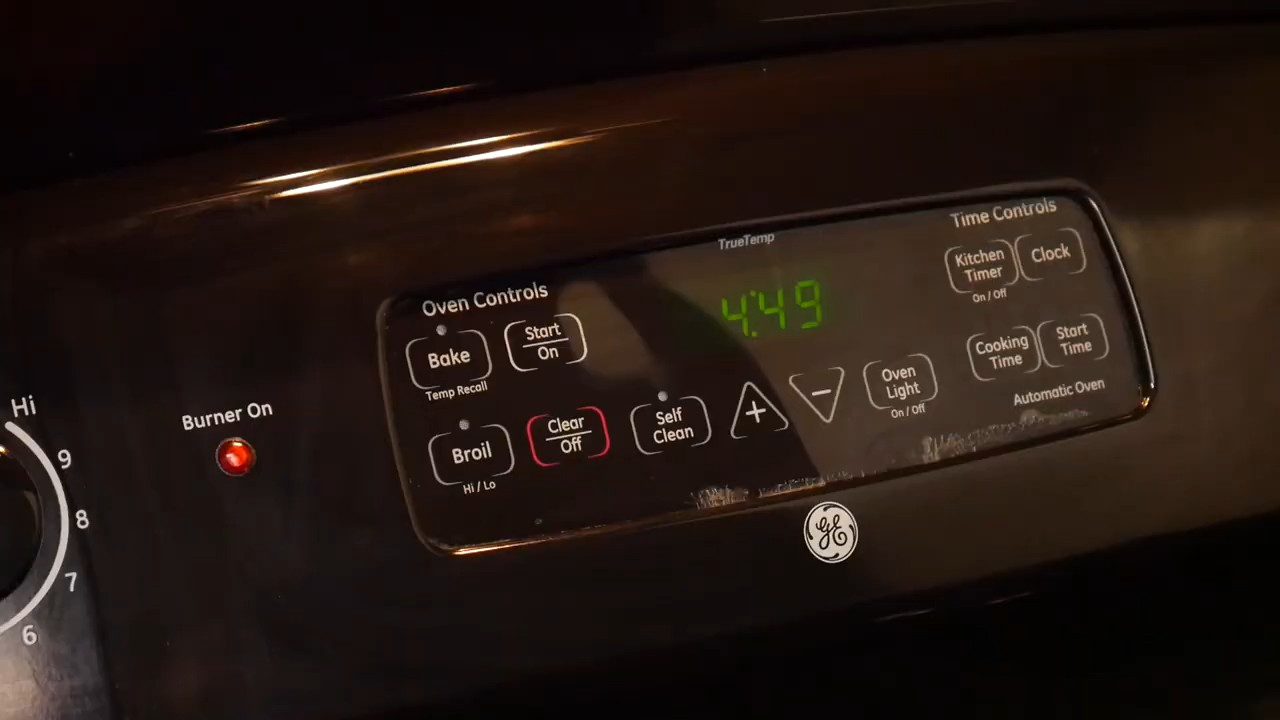 TrueTemp
Time Controls
Oven Controls
4:49
Kitchen
Timer
On / Off
Clock
Bake
Temp Recall
Start
On
Cooking
Time
Start
Time
Automatic Oven
Oven
Light
On / Off
Broil
Hi / Lo
Clear
Off
Self
Clean
+
−
Burner On
Hi
9
8
7
6
GE